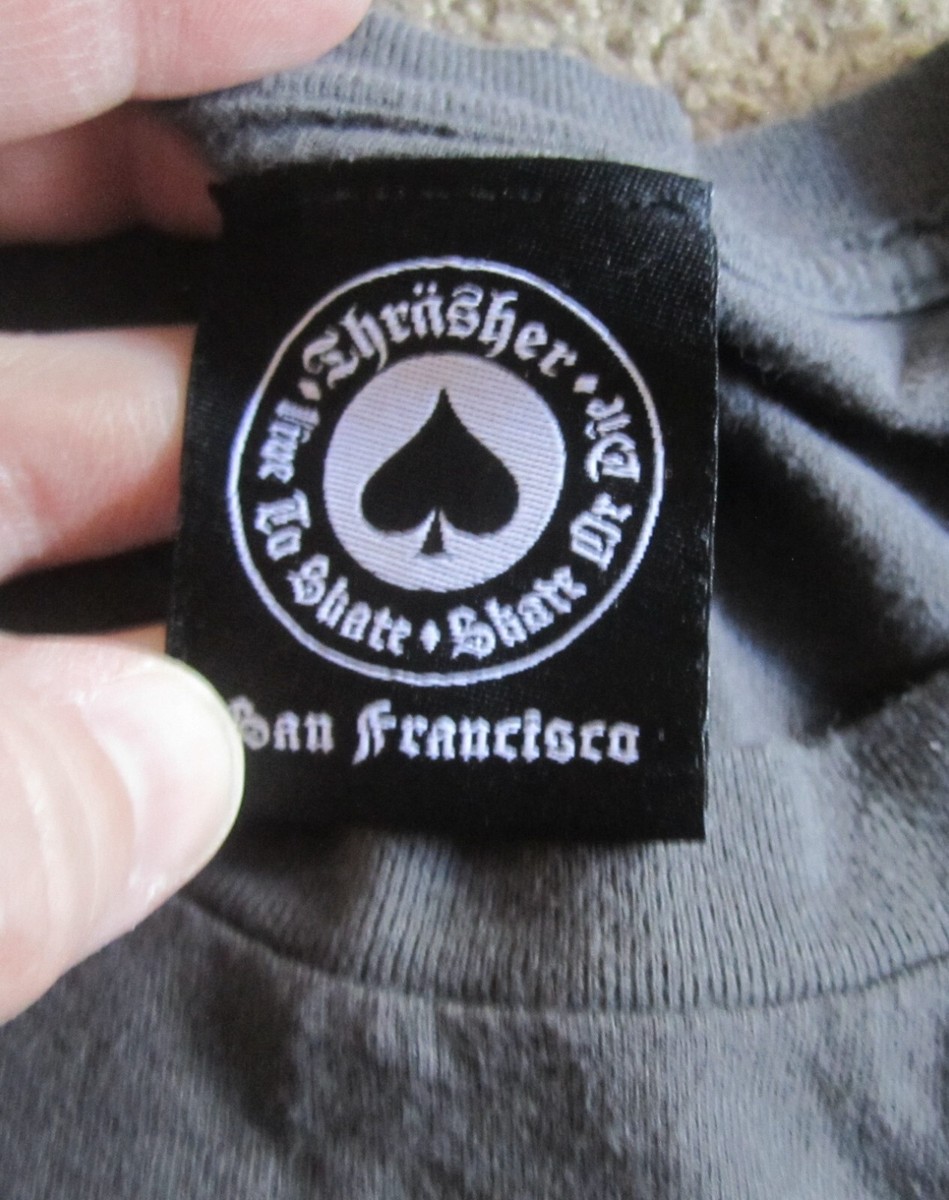 Thräsher
Live To Skate ♦ Skate Or Die
San Francisco